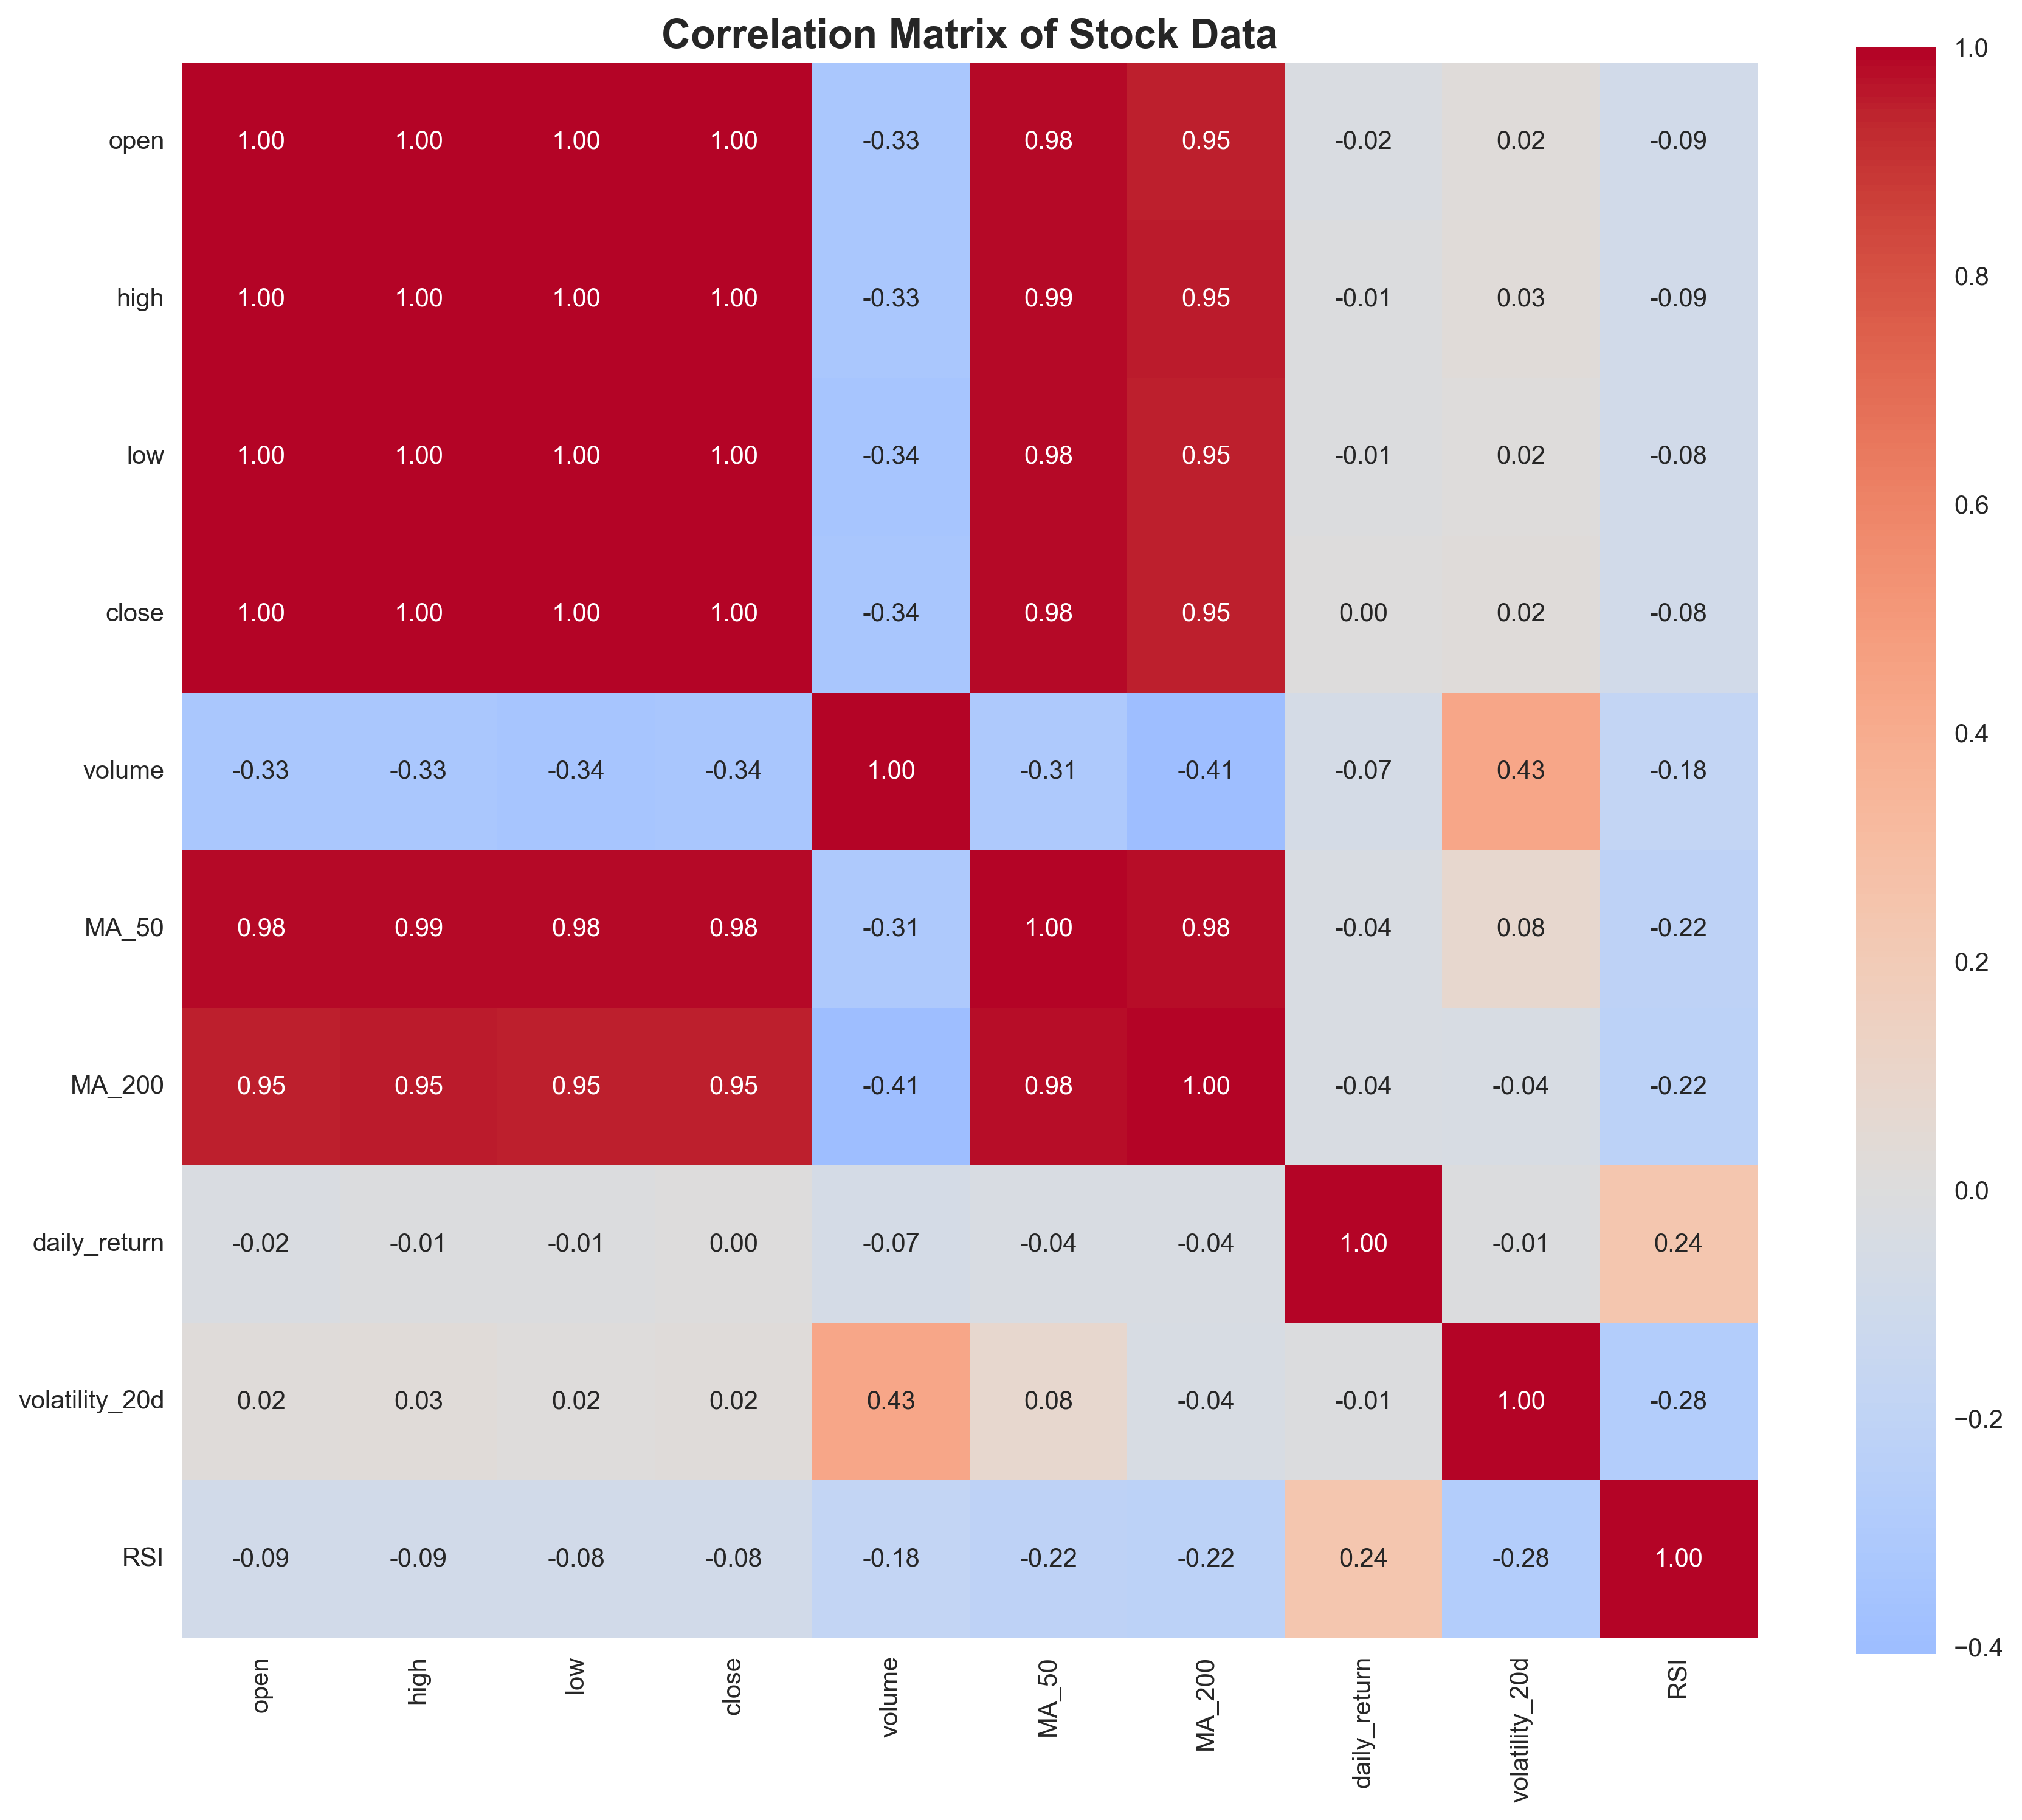 Correlation Matrix of Stock Data
open 1.00 1.00 1.00 1.00 -0.33 0.98 0.95 -0.02 0.02 -0.09
high 1.00 1.00 1.00 1.00 -0.33 0.99 0.95 -0.01 0.03 -0.09
low 1.00 1.00 1.00 1.00 -0.34 0.98 0.95 -0.01 0.02 -0.08
close 1.00 1.00 1.00 1.00 -0.34 0.98 0.95 0.00 0.02 -0.08
volume -0.33 -0.33 -0.34 -0.34 1.00 -0.31 -0.41 -0.07 0.43 -0.18
MA_50 0.98 0.99 0.98 0.98 -0.31 1.00 0.98 -0.04 0.08 -0.22
MA_200 0.95 0.95 0.95 0.95 -0.41 0.98 1.00 -0.04 -0.04 -0.22
daily_return -0.02 -0.01 -0.01 0.00 -0.07 -0.04 -0.04 1.00 -0.01 0.24
volatility_20d 0.02 0.03 0.02 0.02 0.43 0.08 -0.04 -0.01 1.00 -0.28
RSI -0.09 -0.09 -0.08 -0.08 -0.18 -0.22 -0.22 0.24 -0.28 1.00
open high low close volume MA_50 MA_200 daily_return volatility_20d RSI
1.0
0.8
0.6
0.4
0.2
0.0
−0.2
−0.4